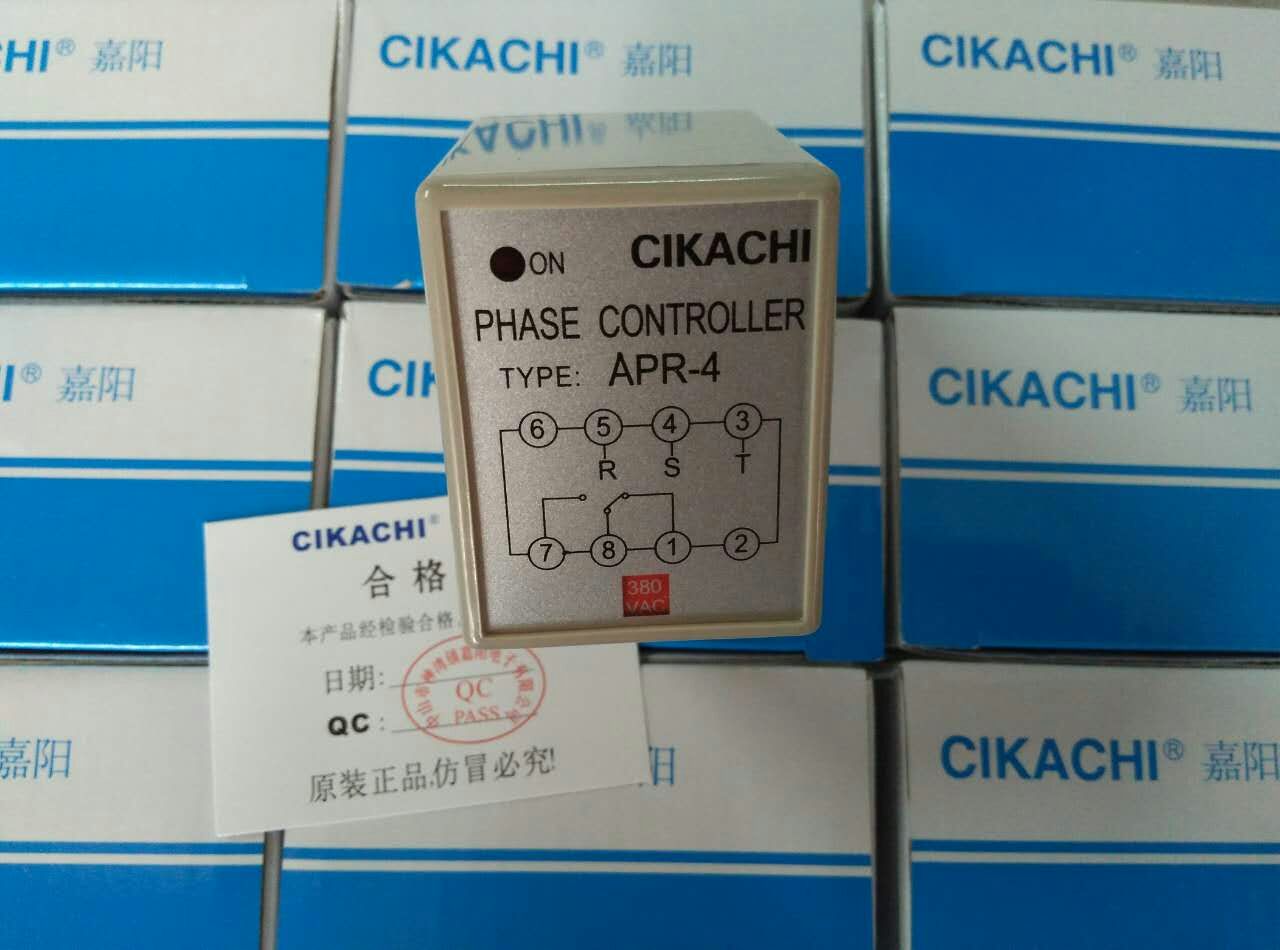 HI® 嘉阳
CIKACHI® 嘉阳
CIKACHI® 嘉阳
CIKACHI
ON
CIKACHI
PHASE CONTROLLER
TYPE: APR-4
6 5 4 3
R S T
7 8 1 2
380
VAC
® 嘉阳
CIK
CIKACHI® 嘉阳
CIKACHI®
合格
本产品经检验合格
日期:
QC:
QC
PASS
原装正品,仿冒必究!
嘉阳
阳
CIKACHI® 嘉阳